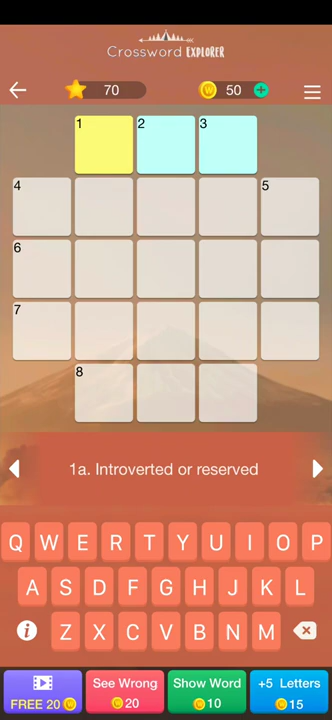 Crossword EXPLORER
70 W 50 +
1 2 3
4 5
6
7
8
1a. Introverted or reserved
Q W E R T Y U I O P
A S D F G H J K L
i Z X C V B N M
See Wrong Show Word +5 Letters
FREE 20 20 10 15